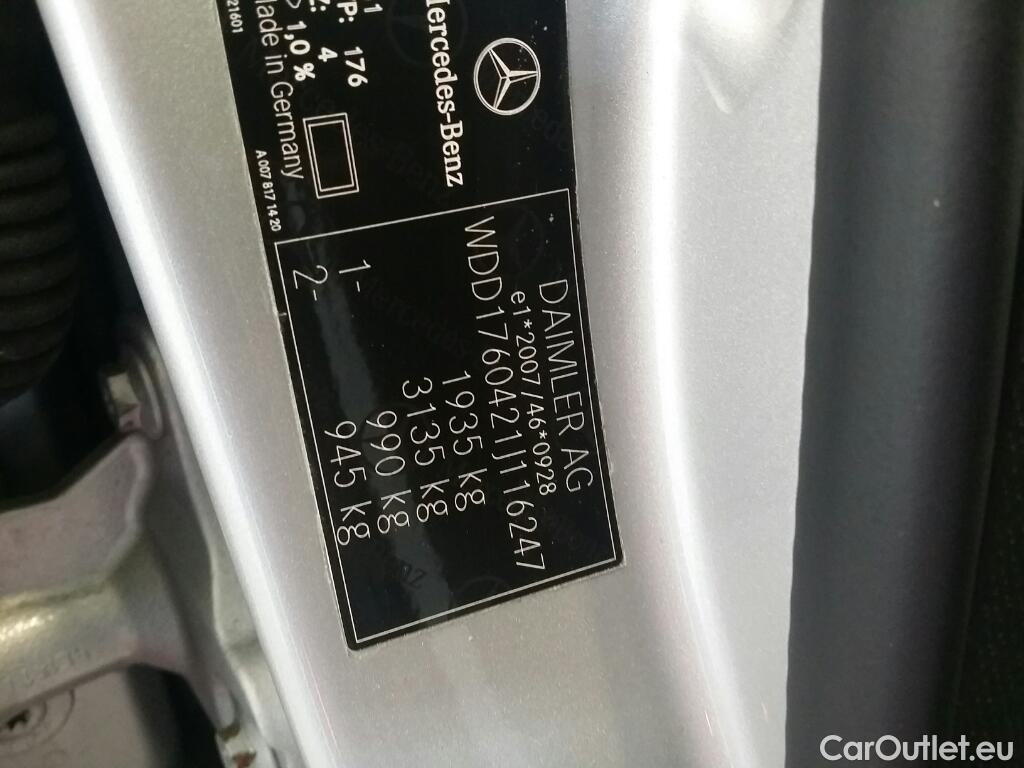 Mercedes-Benz
DAIMLER AG
e1*2007/46*0928
WDD1760421J116247
1935 kg
3135 kg
1- 990 kg
2- 945 kg
P: 176
: 4
1,0 %
Made in Germany
A 007 817 14 20
21601
CarOutlet.eu